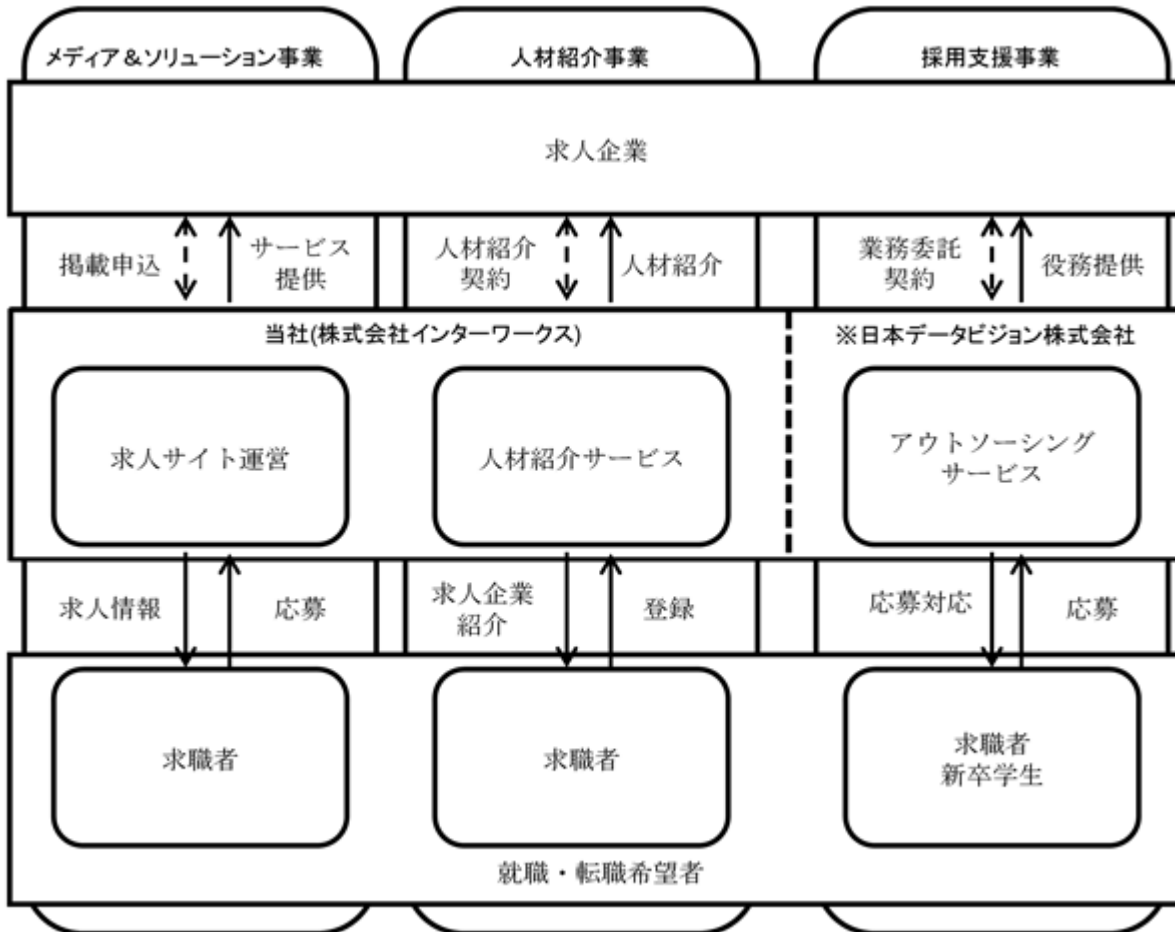 メディア&ソリューション事業
人材紹介事業
採用支援事業
求人企業
掲載申込
サービス
提供
人材紹介
契約
人材紹介
業務委託
契約
役務提供
当社(株式会社インターワークス)
※日本データビジョン株式会社
求人サイト運営
人材紹介サービス
アウトソーシング
サービス
求人情報
応募
求人企業
紹介
登録
応募対応
応募
求職者
求職者
求職者
新卒学生
就職・転職希望者